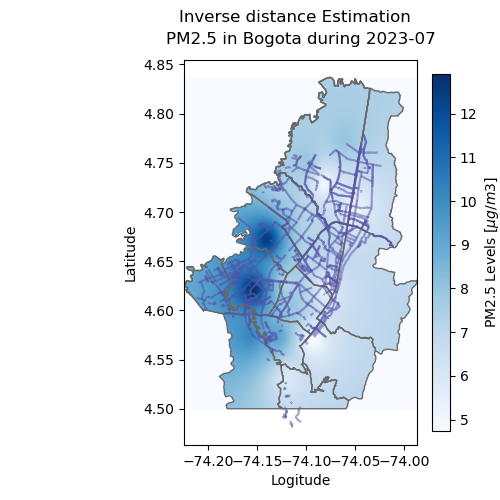 Inverse distance Estimation
PM2.5 in Bogota during 2023-07
4.85
4.80
4.75
4.70
4.65
4.60
4.55
4.50
Latitude
−74.20 −74.15 −74.10 −74.05 −74.00
Logitude
12
11
10
9
8
7
6
5
PM2.5 Levels [μg/m3]